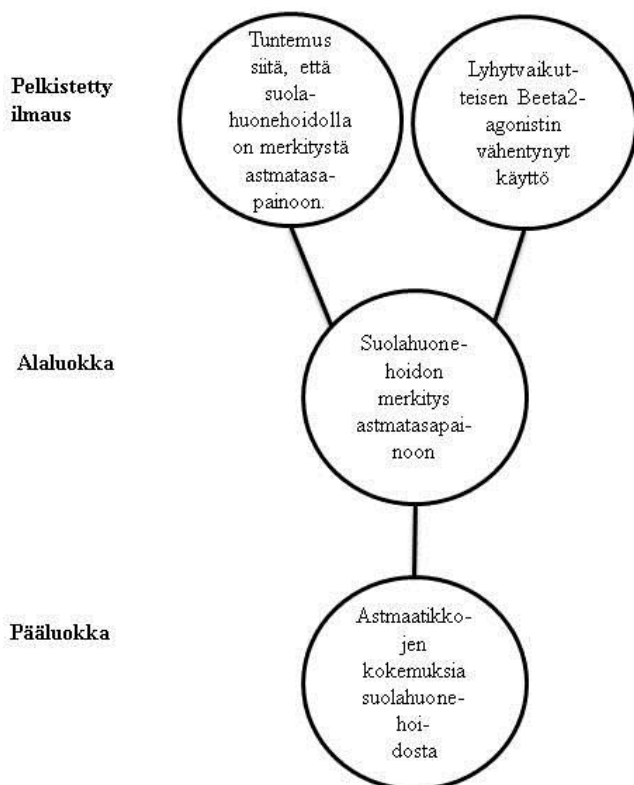 Pelkistetty
ilmaus
Tuntemus
siitä, että
suola-
huonehoidolla
on merkitystä
astmatasa-
painoon.
Lyhytvaikut-
teisen Beeta2-
agonistin
vähentynyt
käyttö
Alaluokka
Suolahuone-
hoidon
merkitys
astmatasapai-
noon
Pääluokka
Astmaatikko-
jen
kokemuksia
suolahuone-
hoi-
dosta